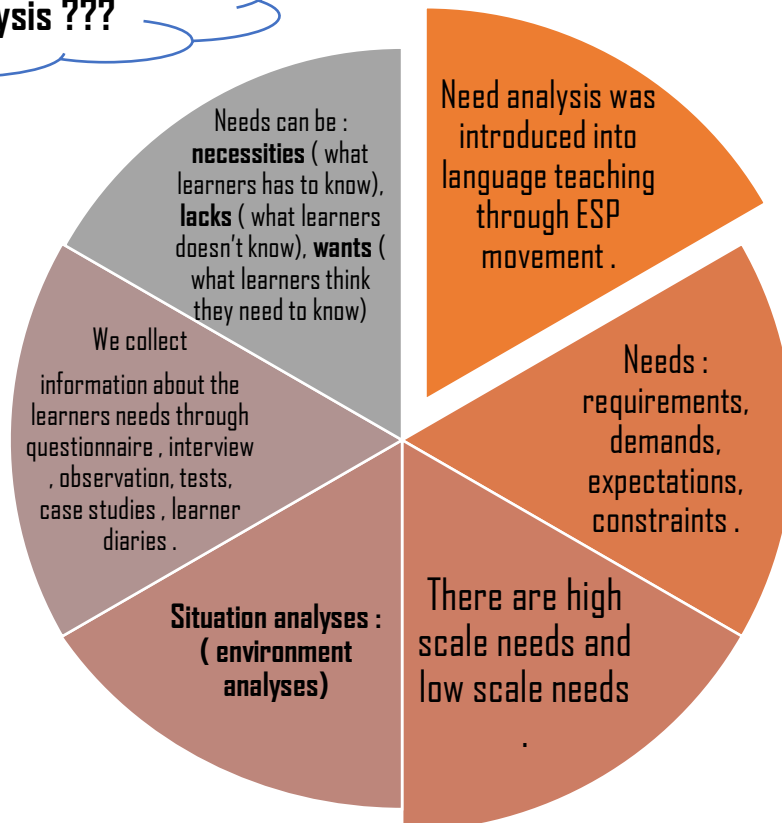 ysis ???
Need analysis was
introduced into
language teaching
through ESP
movement .
Needs :
requirements,
demands,
expectations,
constraints .
There are high
scale needs and
low scale needs
.
Situation analyses :
( environment
analyses)
We collect
information about the
learners needs through
questionnaire , interview
, observation, tests,
case studies , learner
diaries .
Needs can be :
necessities ( what
learners has to know),
lacks ( what learners
doesn't know), wants (
what learners think
they need to know)